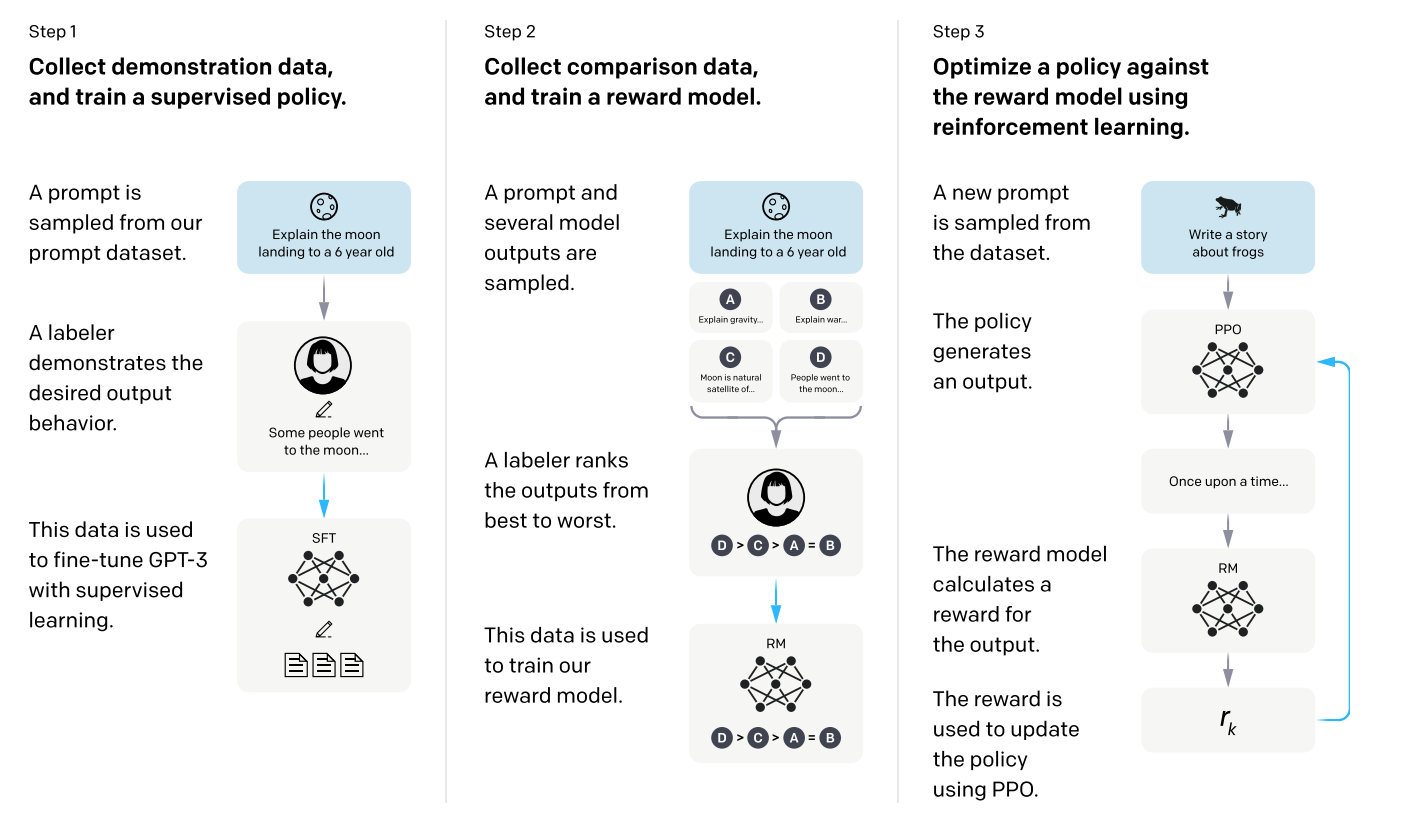 Step 1
Collect demonstration data,
and train a supervised policy.
A prompt is
sampled from our
prompt dataset.
Explain the moon
landing to a 6 year old
A labeler
demonstrates the
desired output
behavior.
Some people went
to the moon...
This data is used
to fine-tune GPT-3
with supervised
learning.
SFT
Step 2
Collect comparison data,
and train a reward model.
A prompt and
several model
outputs are
sampled.
Explain the moon
landing to a 6 year old
A
Explain gravity...
B
Explain war...
C
Moon is natural
satellite of...
D
People went to
the moon...
A labeler ranks
the outputs from
best to worst.
D > C > A = B
This data is used
to train our
reward model.
RM
D > C > A = B
Step 3
Optimize a policy against
the reward model using
reinforcement learning.
A new prompt
is sampled from
the dataset.
Write a story
about frogs
The policy
generates
an output.
PPO
Once upon a time...
The reward model
calculates a
reward for
the output.
RM
The reward is
used to update
the policy
using PPO.
rk